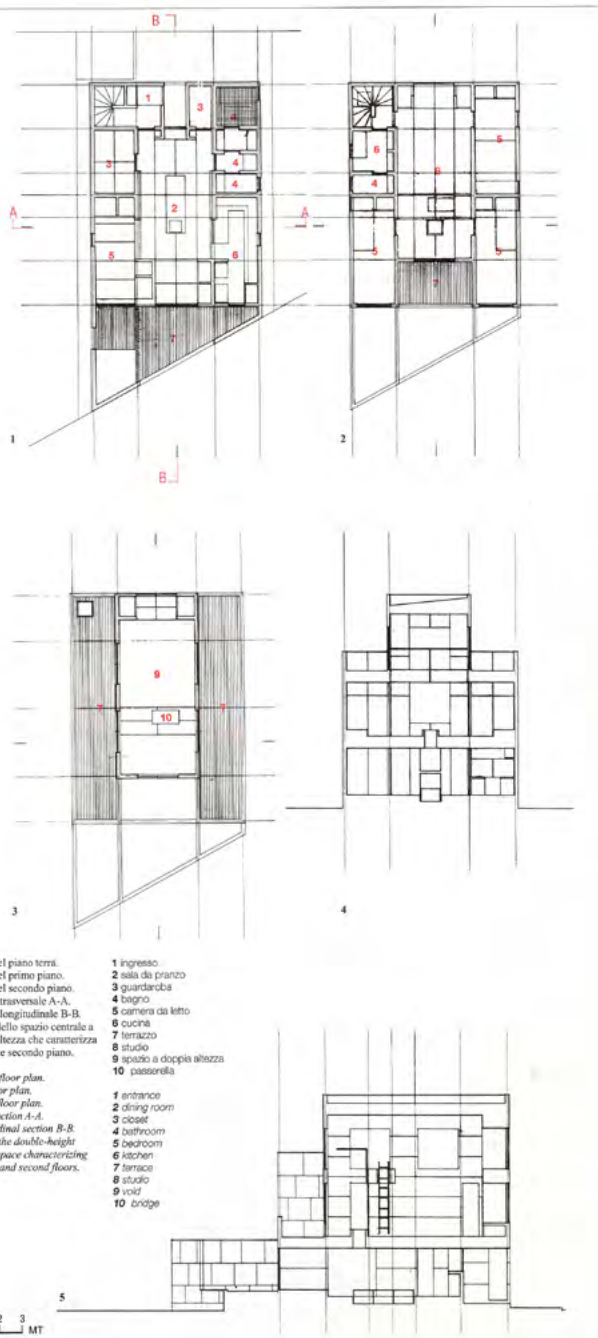 B
1
3
4
3
4
4
2
A
A
5
6
7
1
B
6
5
4
5
5
7
2
9
10
7
7
3
4
el piano terra.
el primo piano.
el secondo piano.
trasversale A-A.
longitudinale B-B.
dello spazio centrale a
ltezza che caratterizza
e secondo piano.
floor plan.
or plan.
floor plan.
ction A-A.
dinal section B-B.
the double-height
pace characterizing
and second floors.
1 ingresso
2 sala da pranzo
3 guardaroba
4 bagno
5 camera da letto
6 cucina
7 terrazzo
8 studio
9 spazio a doppia altezza
10 passerella
1 entrance
2 dining room
3 closet
4 bathroom
5 bedroom
6 kitchen
7 terrace
8 studio
9 void
10 bridge
5
2 3
MT